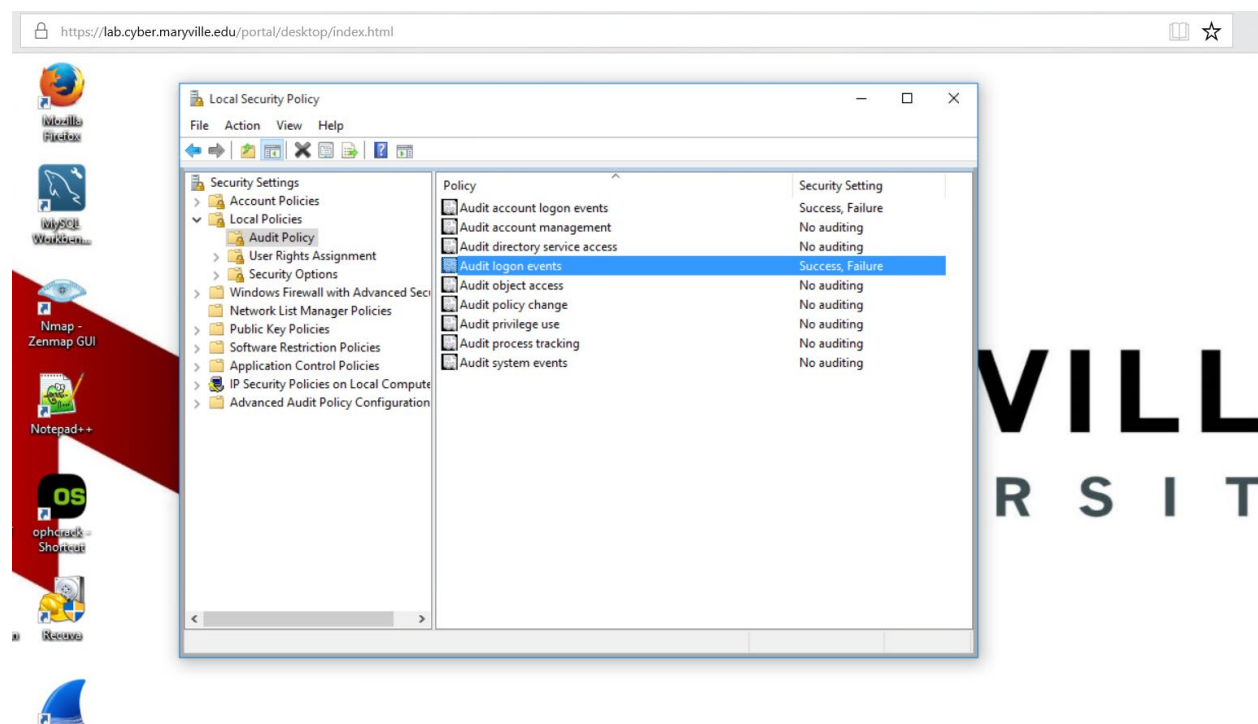 https://lab.cyber.maryville.edu/portal/desktop/index.html
Mozilla
Firefox
MySQL
Workben...
Nmap -
Zenmap GUI
Notepad++
OS
ophcrack -
Shortcut
Recuva
Local Security Policy
File Action View Help
Security Settings
Account Policies
Local Policies
Audit Policy
User Rights Assignment
Security Options
Windows Firewall with Advanced Secu
Network List Manager Policies
Public Key Policies
Software Restriction Policies
Application Control Policies
IP Security Policies on Local Compute
Advanced Audit Policy Configuration
Policy Security Setting
Audit account logon events Success, Failure
Audit account management No auditing
Audit directory service access No auditing
Audit logon events Success, Failure
Audit object access No auditing
Audit policy change No auditing
Audit privilege use No auditing
Audit process tracking No auditing
Audit system events No auditing
VILL
RSIT